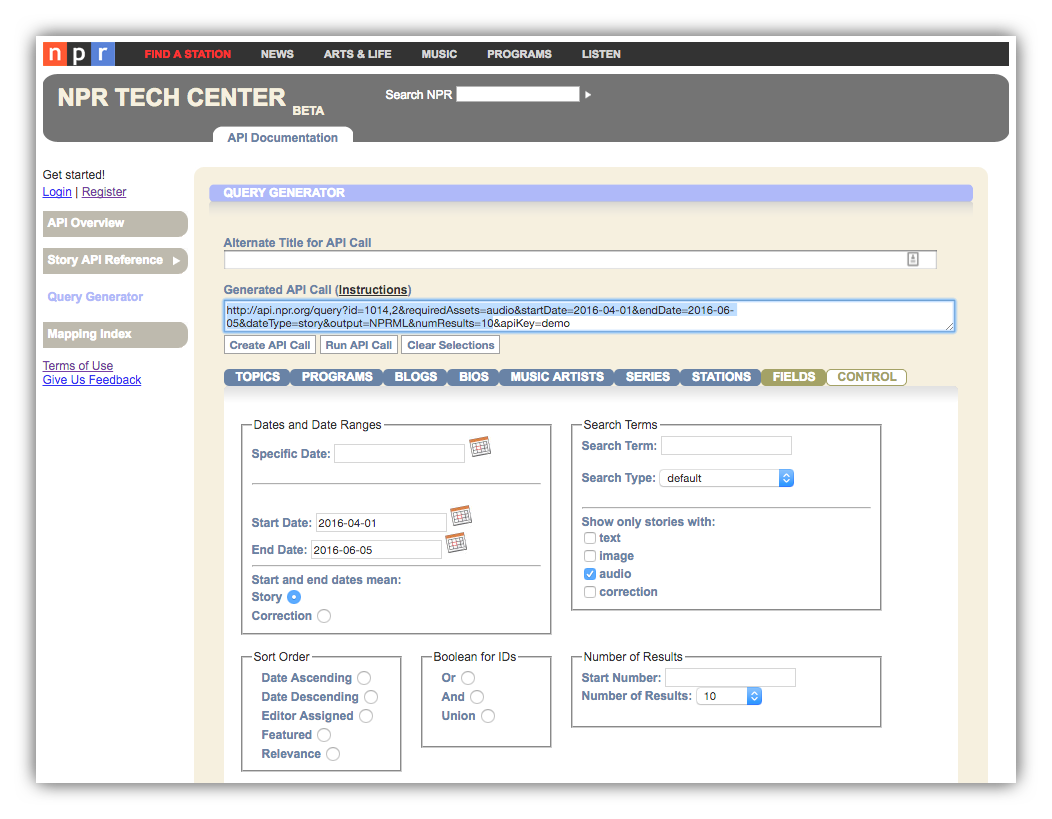 npr FIND A STATION NEWS ARTS & LIFE MUSIC PROGRAMS LISTEN
NPR TECH CENTER BETA
Search NPR
API Documentation
Get started!
Login | Register
API Overview
Story API Reference
Query Generator
Mapping Index
Terms of Use
Give Us Feedback
QUERY GENERATOR
Alternate Title for API Call
Generated API Call (Instructions)
http://api.npr.org/query?id=1014,2&requiredAssets=audio&startDate=2016-04-01&endDate=2016-06-
05&dateType=story&output=NPRML&numResults=10&apiKey=demo
Create API Call Run API Call Clear Selections
TOPICS PROGRAMS BLOGS BIOS MUSIC ARTISTS SERIES STATIONS FIELDS CONTROL
Dates and Date Ranges
Specific Date:
Start Date: 2016-04-01
End Date: 2016-06-05
Start and end dates mean:
Story
Correction
Search Terms
Search Term:
Search Type: default
Show only stories with:
text
image
audio
correction
Sort Order
Date Ascending
Date Descending
Editor Assigned
Featured
Relevance
Boolean for IDs
Or
And
Union
Number of Results
Start Number:
Number of Results: 10